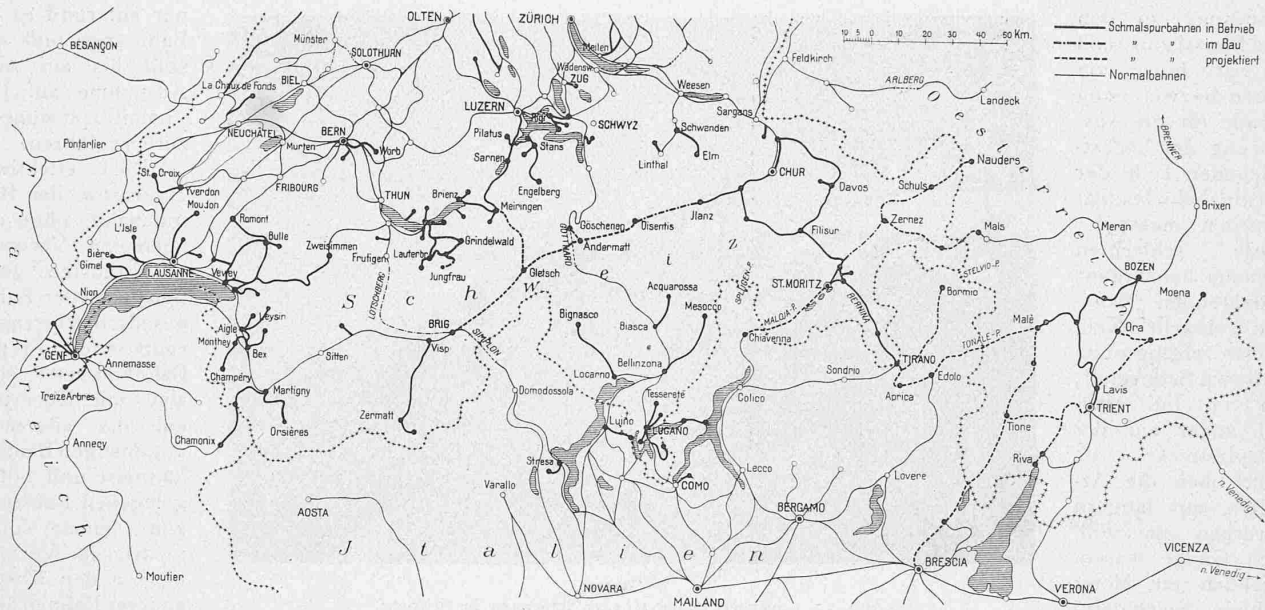 OLTEN
ZÜRICH
10 5 0 10 20 30 40 50 Km.
Schmalspurbahnen in Betrieb
" " im Bau
" " projektiert
Normalbahnen
BESANÇON
Münster
SOLOTHURN
Meilen
Wädensw.
ZUG
Feldkirch
ARLBERG
Landeck
La Chaux de Fonds
BIEL
Weesen
Sargans
LUZERN
Rigi
SCHWYZ
NEUCHÂTEL
BERN
Murten
Worb
Pilatus
Stans
Schwanden
BRENNER
Pontarlier
St. Croix
Sarnen
Linthal
Elm
CHUR
Nauders
Yverdon
FRIBOURG
THUN
Brienz
Engelberg
Davos
Schuls
Moudon
Romont
Meiringen
Göschenen
Disentis
Jlanz
Zernez
Brixen
L'Isle
Bulle
Zweisimmen
GOTTHARD
Andermatt
Filisur
Mals
Meran
Bière
Gimel
LAUSANNE
Vevey
Frutigen
Lauterbr.
Grindelwald
Jungfrau
Gletsch
SPLÜGEN-P.
STELVIO-P.
BOZEN
Nion
LÖTSCHBERG
Acquarossa
ST. MORITZ
Bormio
Moena
Leysin
Bignasco
Mesocco
MALOJA-P.
BERNINA
Malè
Ora
Aigle
Monthey
Bex
BRIG
SIMPLON
Biasca
Chiavenna
TONALE-P.
GENF
Annemasse
Sitten
Visp
Bellinzona
TIRANO
Champéry
Locarno
Sondrio
Edolo
Lavis
Treize Arbres
Martigny
Domodossola
Tesserete
Colico
Aprica
TRIENT
Zermatt
Luino
LUGANO
Tione
Annecy
Chamonix
Orsières
Riva
Stresa
Lecco
Lovere
Varallo
COMO
BERGAMO
n. Venedig
AOSTA
Moutier
NOVARA
MAILAND
BRESCIA
VERONA
VICENZA
n. Venedig
Schweiz
Oesterreich
Frankreich
Jtalien